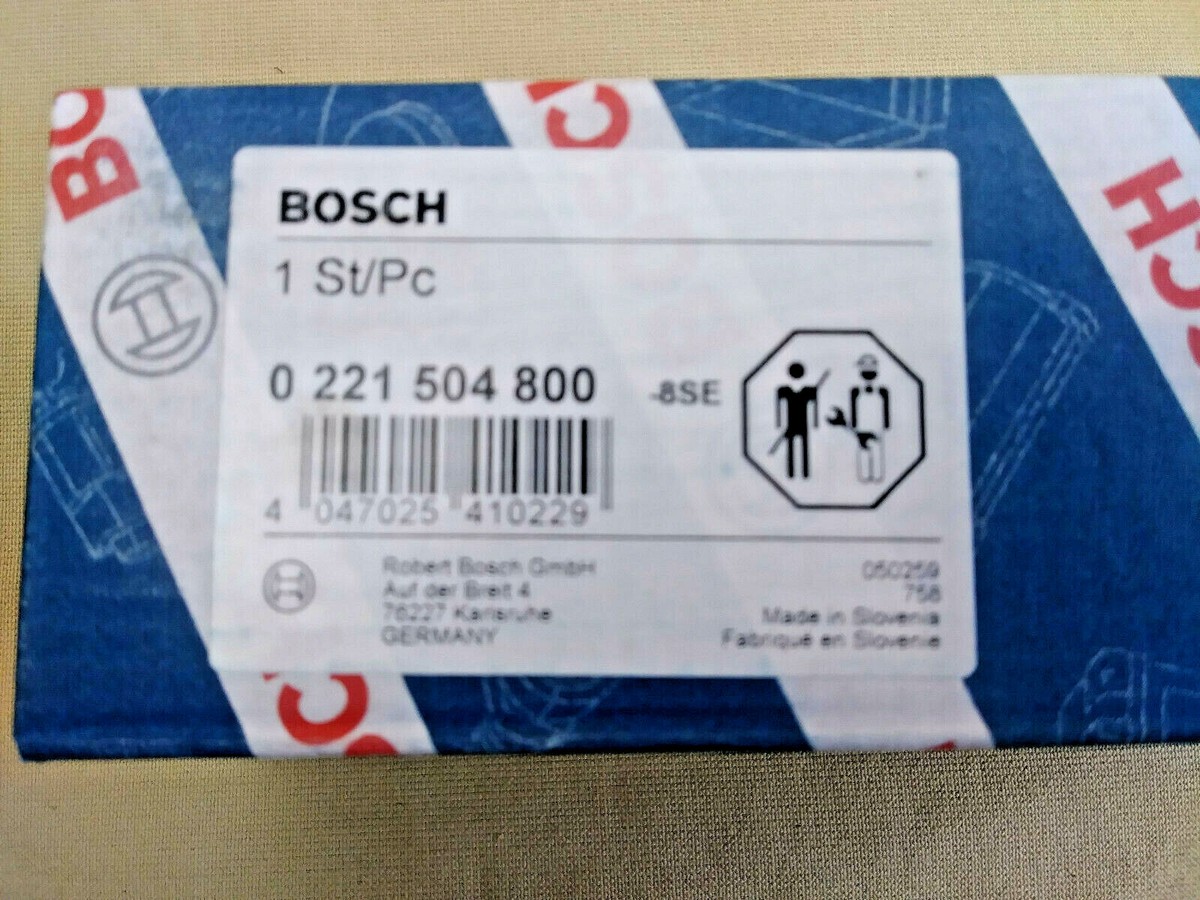 BOSCH
1 St/Pc
0 221 504 800
-8SE
4 047025 410229
Robert Bosch GmbH
Auf der Breit 4
76227 Karlsruhe
GERMANY
050259
758
Made in Slovenia
Fabriqué en Slovenie